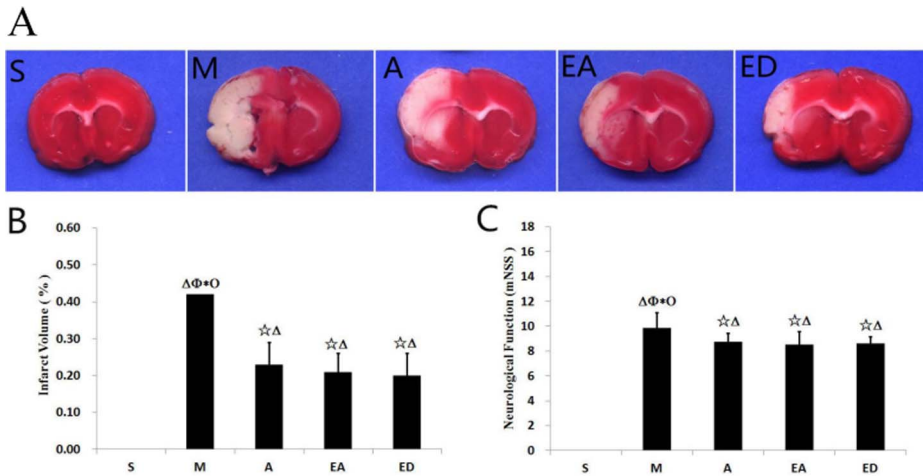 A
S M A EA ED
B
Infarct Volume ( % )
0.60
0.50
0.40
0.30
0.20
0.10
0.00
ΔΦ*O
☆Δ
☆Δ
☆Δ
S M A EA ED
C
Neurological Function (mNSS)
18
16
14
12
10
8
6
4
2
0
ΔΦ*O
☆Δ
☆Δ
☆Δ
S M A EA ED